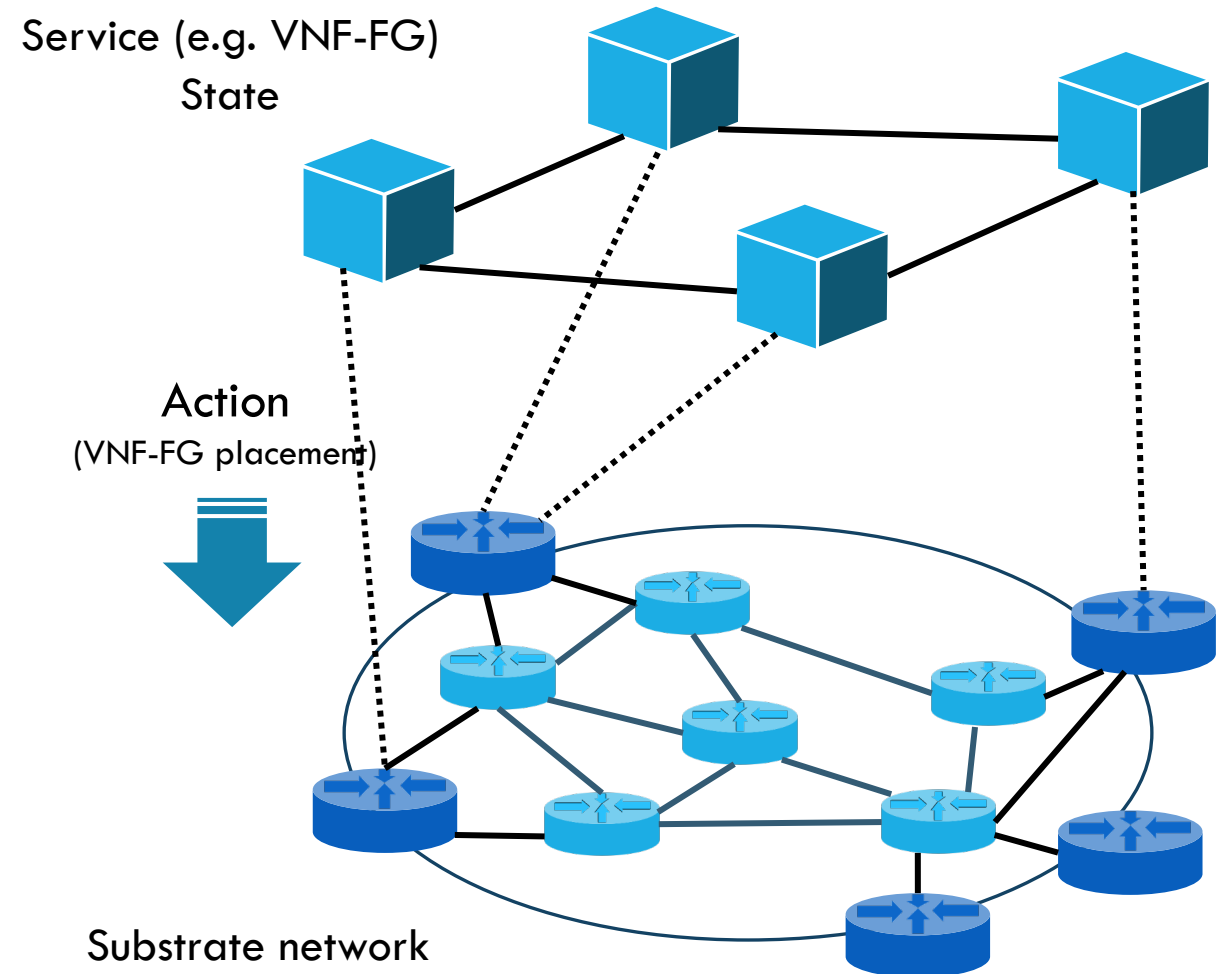 Service (e.g. VNF-FG)
State
Action
(VNF-FG placement)
Substrate network